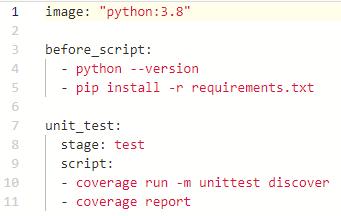 1 image: "python:3.8"
2
3 before_script:
4   - python --version
5   - pip install -r requirements.txt
6
7 unit_test:
8   stage: test
9   script:
10   - coverage run -m unittest discover
11   - coverage report